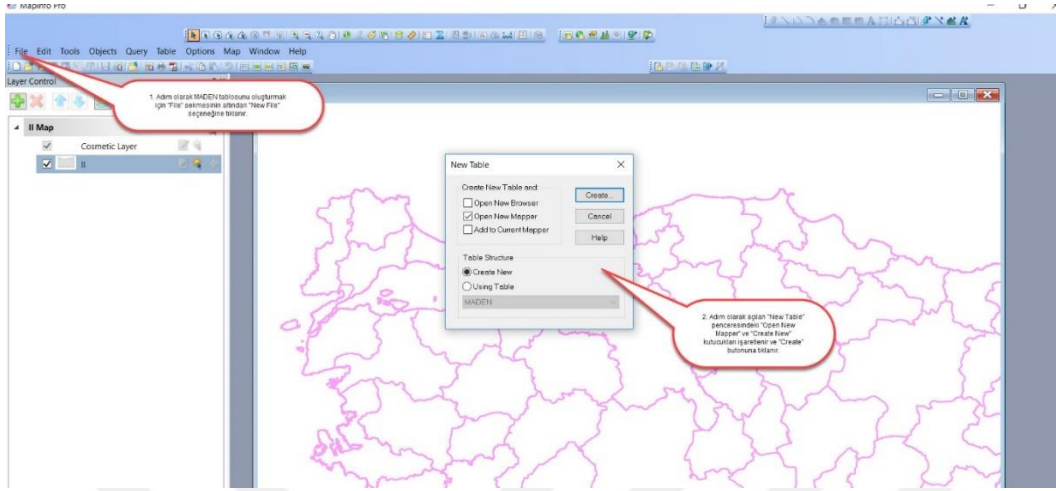 MapInfo Pro
File Edit Tools Objects Query Table Options Map Window Help
Layer Control
1. Adım olarak MADEN tablosunu oluşturmak
için "File" sekmesinin altından "New File"
seçeneğine tıklanır.
Il Map
Cosmetic Layer
Il
New Table
Create New Table and:
Open New Browser
Open New Mapper
Add to Current Mapper
Create...
Cancel
Help
Table Structure
Create New
Using Table
MADEN
2. Adım olarak açılan "New Table"
penceresindeki "Open New
Mapper" ve "Create New"
kutucukları işaretlenir ve "Create"
butonuna tıklanır.